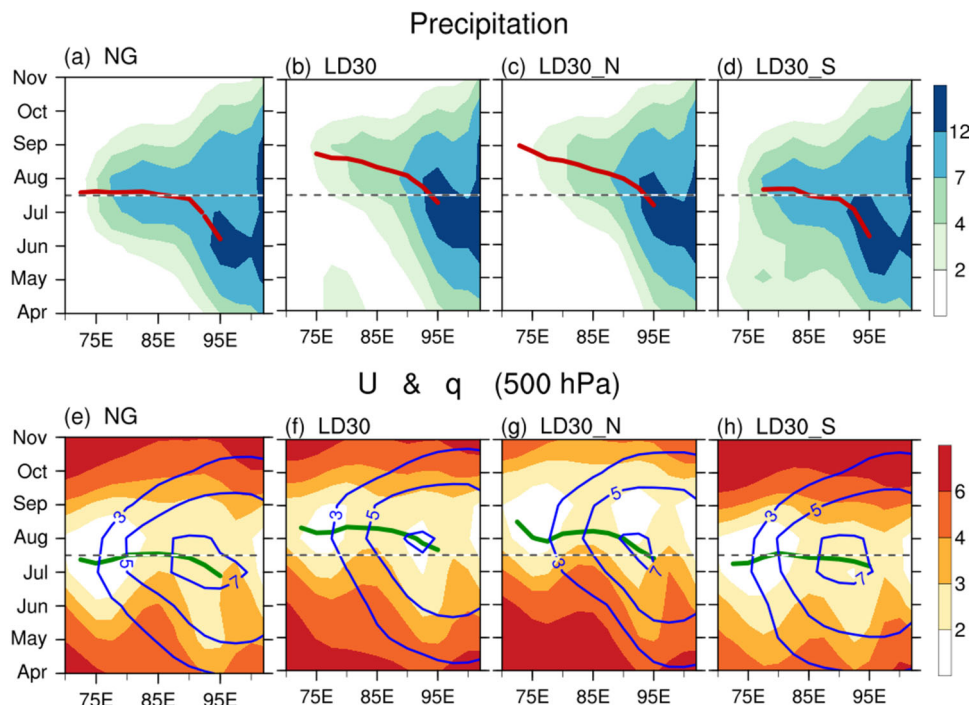 Precipitation
(a) NG
(b) LD30
(c) LD30_N
(d) LD30_S
Nov
Oct
Sep
Aug
Jul
Jun
May
Apr
75E 85E 95E
75E 85E 95E
75E 85E 95E
75E 85E 95E
12
7
4
2
U & q (500 hPa)
(e) NG
(f) LD30
(g) LD30_N
(h) LD30_S
Nov
Oct
Sep
Aug
Jul
Jun
May
Apr
3 5 7
3 5
3 5 7
3 5 7
75E 85E 95E
75E 85E 95E
75E 85E 95E
75E 85E 95E
6
4
3
2